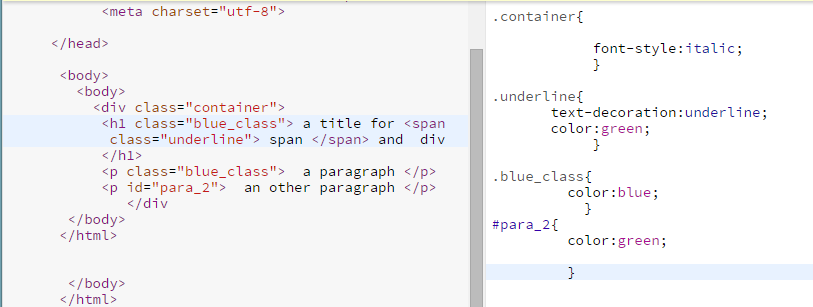 <meta charset="utf-8">
</head>
<body>
<body>
<div class="container">
<h1 class="blue_class"> a title for <span
class="underline"> span </span> and  div
</h1>
<p class="blue_class">  a paragraph </p>
<p id="para_2">  an other paragraph </p>
</div
</body>
</html>
</body>
</html>
.container{
font-style:italic;
}
.underline{
text-decoration:underline;
color:green;
}
.blue_class{
color:blue;
}
#para_2{
color:green;
}